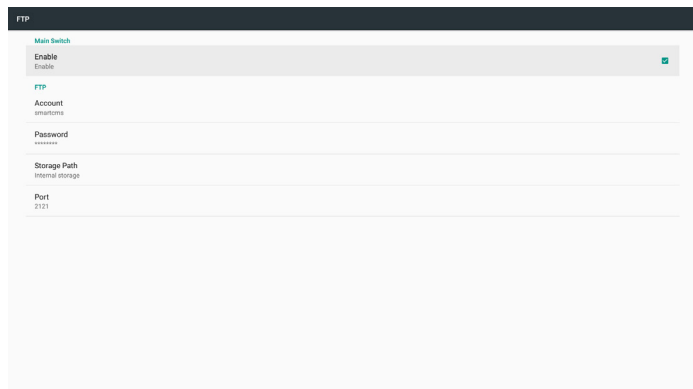 FTP
Main Switch
Enable
Enable
FTP
Account
smartcms
Password
********
Storage Path
Internal storage
Port
2121